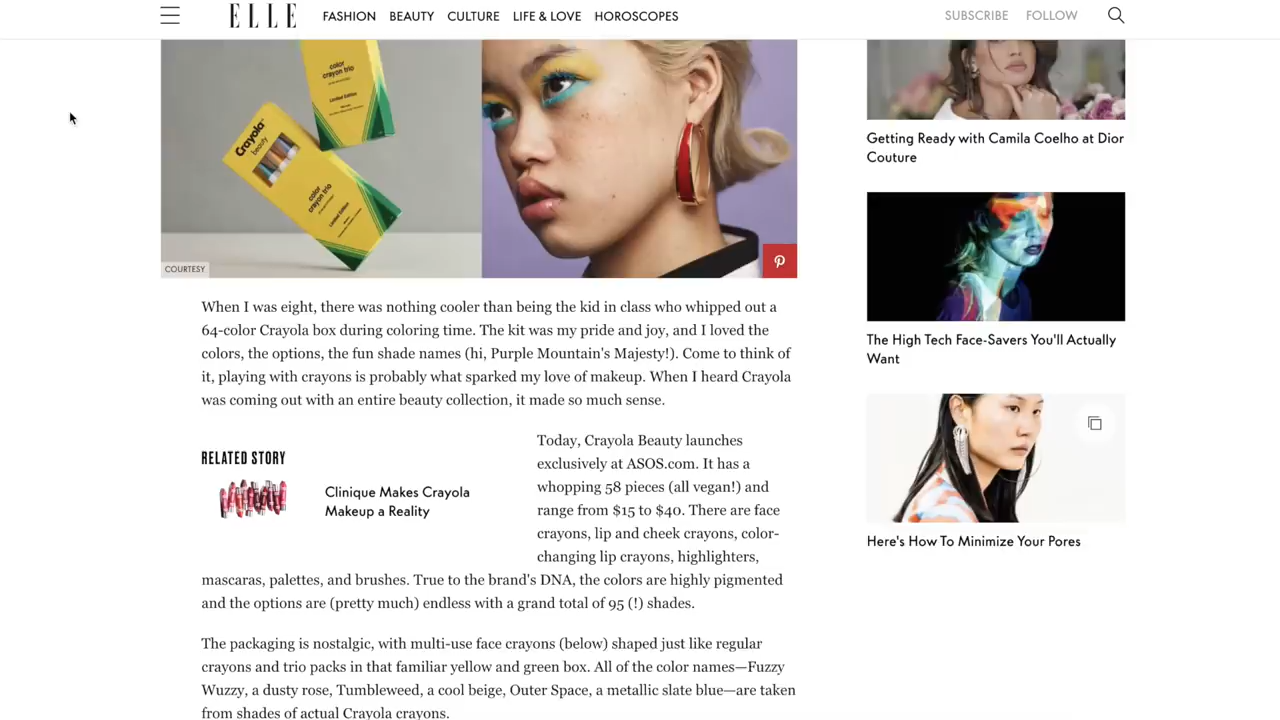 ELLE
FASHION BEAUTY CULTURE LIFE & LOVE HOROSCOPES
SUBSCRIBE FOLLOW
color
crayon trio
Limited Edition
Crayola
beauty
color
crayon trio
Limited Edition
COURTESY
When I was eight, there was nothing cooler than being the kid in class who whipped out a
64-color Crayola box during coloring time. The kit was my pride and joy, and I loved the
colors, the options, the fun shade names (hi, Purple Mountain's Majesty!). Come to think of
it, playing with crayons is probably what sparked my love of makeup. When I heard Crayola
was coming out with an entire beauty collection, it made so much sense.
RELATED STORY
Clinique Makes Crayola
Makeup a Reality
Today, Crayola Beauty launches
exclusively at ASOS.com. It has a
whopping 58 pieces (all vegan!) and
range from $15 to $40. There are face
crayons, lip and cheek crayons, color-
changing lip crayons, highlighters,
mascaras, palettes, and brushes. True to the brand's DNA, the colors are highly pigmented
and the options are (pretty much) endless with a grand total of 95 (!) shades.
The packaging is nostalgic, with multi-use face crayons (below) shaped just like regular
crayons and trio packs in that familiar yellow and green box. All of the color names—Fuzzy
Wuzzy, a dusty rose, Tumbleweed, a cool beige, Outer Space, a metallic slate blue—are taken
from shades of actual Crayola crayons.
Getting Ready with Camila Coelho at Dior
Couture
The High Tech Face-Savers You'll Actually
Want
Here's How To Minimize Your Pores